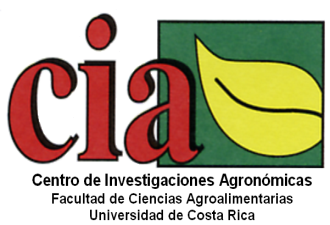 cia
Centro de Investigaciones Agronómicas
Facultad de Ciencias Agroalimentarias
Universidad de Costa Rica